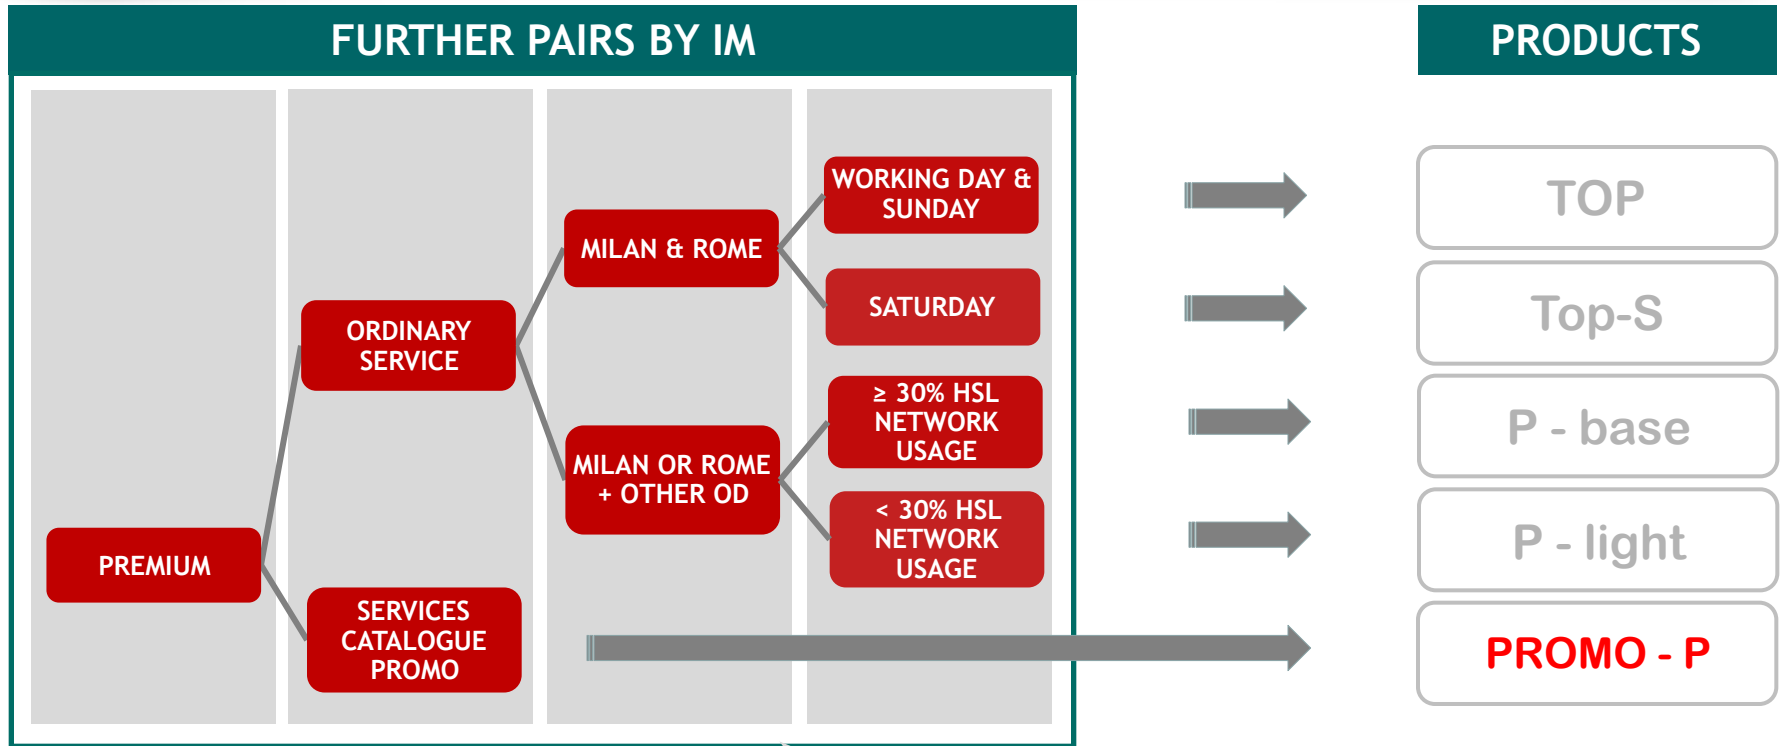 FURTHER PAIRS BY IM
PRODUCTS
PREMIUM
ORDINARY
SERVICE
SERVICES
CATALOGUE
PROMO
MILAN & ROME
MILAN OR ROME
+ OTHER OD
WORKING DAY &
SUNDAY
SATURDAY
≥ 30% HSL
NETWORK
USAGE
< 30% HSL
NETWORK
USAGE
TOP
Top-S
P - base
P - light
PROMO - P